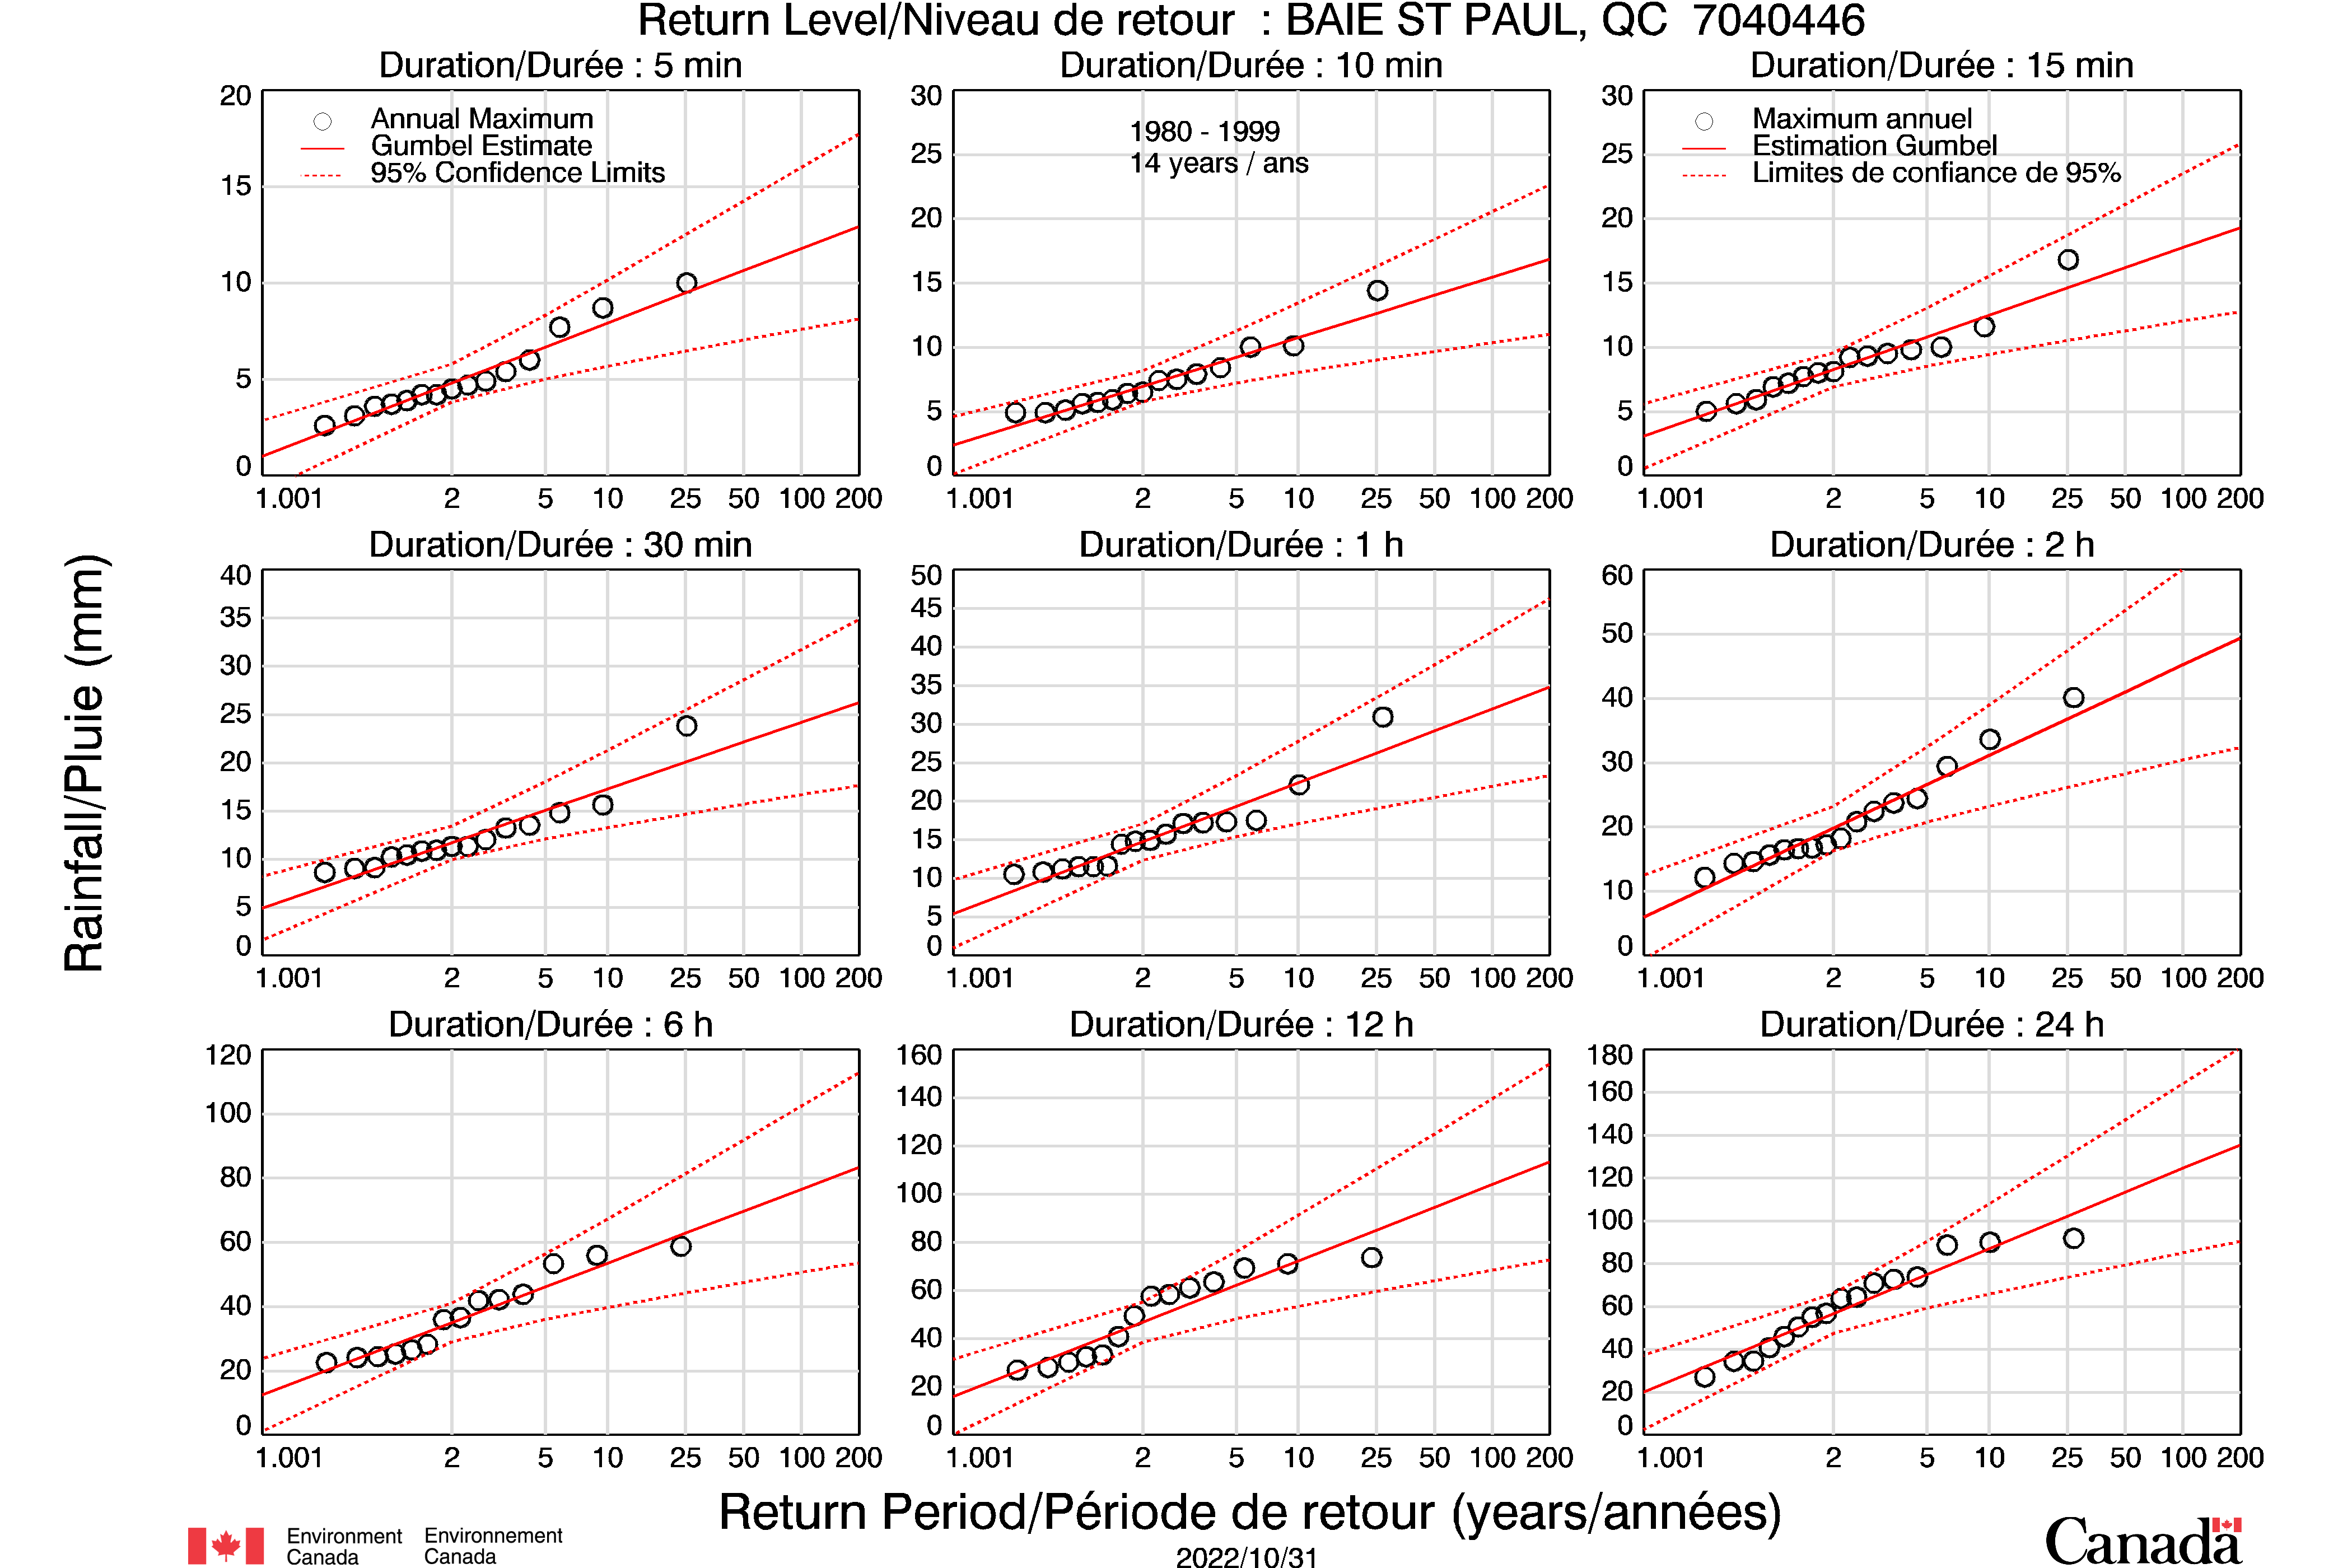 Return Level/Niveau de retour : BAIE ST PAUL, QC 7040446
Duration/Durée : 5 min
20
15
10
5
0
Annual Maximum
Gumbel Estimate
95% Confidence Limits
1.001 2 5 10 25 50 100 200
Duration/Durée : 10 min
30
25
20
15
10
5
0
1980 - 1999
14 years / ans
1.001 2 5 10 25 50 100 200
Duration/Durée : 15 min
30
25
20
15
10
5
0
Maximum annuel
Estimation Gumbel
Limites de confiance de 95%
1.001 2 5 10 25 50 100 200
Rainfall/Pluie (mm)
Duration/Durée : 30 min
40
35
30
25
20
15
10
5
0
1.001 2 5 10 25 50 100 200
Duration/Durée : 1 h
50
45
40
35
30
25
20
15
10
5
0
1.001 2 5 10 25 50 100 200
Duration/Durée : 2 h
60
50
40
30
20
10
0
1.001 2 5 10 25 50 100 200
Duration/Durée : 6 h
120
100
80
60
40
20
0
1.001 2 5 10 25 50 100 200
Duration/Durée : 12 h
160
140
120
100
80
60
40
20
0
1.001 2 5 10 25 50 100 200
Duration/Durée : 24 h
180
160
140
120
100
80
60
40
20
0
1.001 2 5 10 25 50 100 200
Return Period/Période de retour (years/années)
Environment
Canada
Environnement
Canada
2022/10/31
Canada